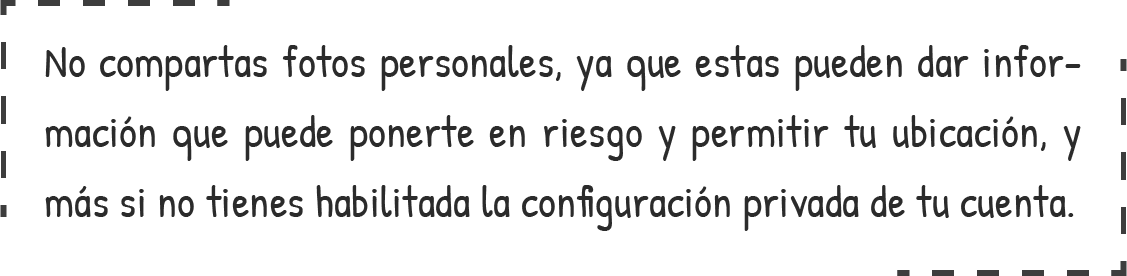 No compartas fotos personales, ya que estas pueden dar infor-
mación que puede ponerte en riesgo y permitir tu ubicación, y
más si no tienes habilitada la configuración privada de tu cuenta.